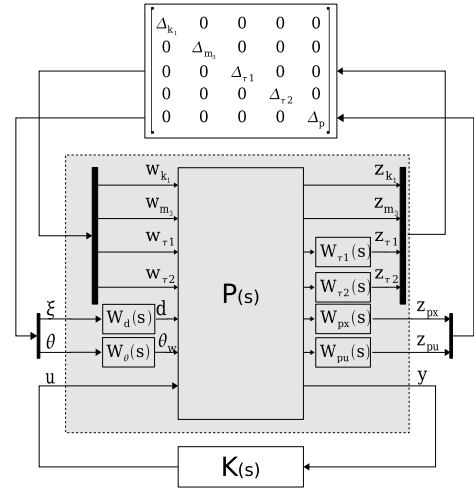 Δk₁ 0 0 0 0
0 Δm₃ 0 0 0
0 0 Δτ1 0 0
0 0 0 Δτ2 0
0 0 0 0 Δp
wk₁ zk₁
wm₃ zm₃
wτ1 Wτ1(s) zτ1
wτ2 Wτ2(s) zτ2
P(s)
ξ Wd(s) d Wpx(s) zpx
θ Wθ(s) θw Wpu(s) zpu
u y
K(s)